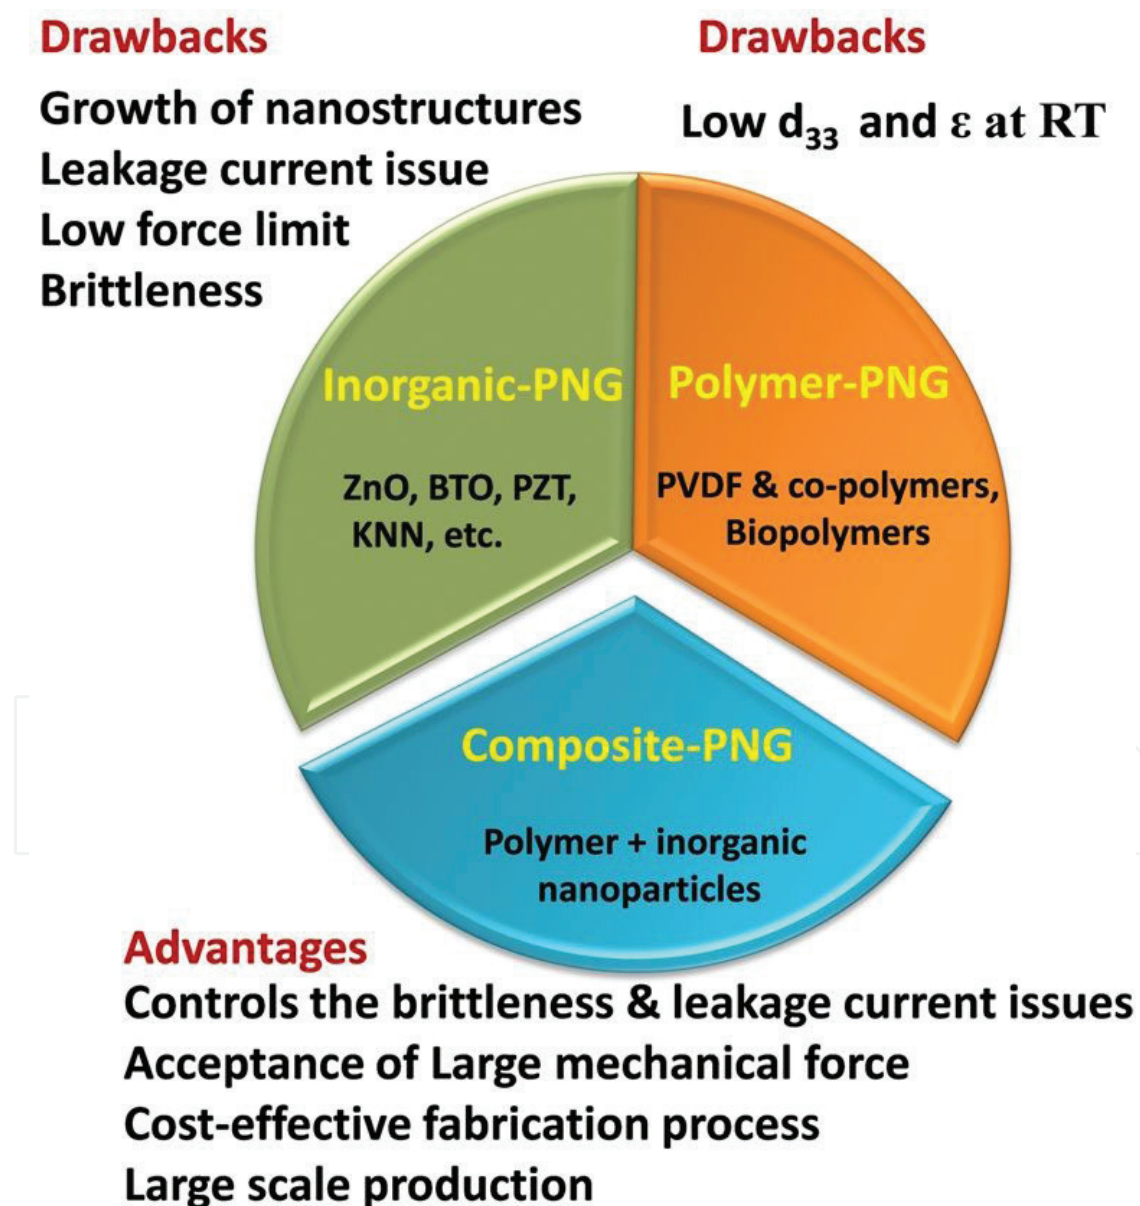 Drawbacks
Growth of nanostructures
Leakage current issue
Low force limit
Brittleness
Drawbacks
Low d₃₃ and ε at RT
Inorganic-PNG
ZnO, BTO, PZT,
KNN, etc.
Polymer-PNG
PVDF & co-polymers,
Biopolymers
Composite-PNG
Polymer + inorganic
nanoparticles
Advantages
Controls the brittleness & leakage current issues
Acceptance of Large mechanical force
Cost-effective fabrication process
Large scale production